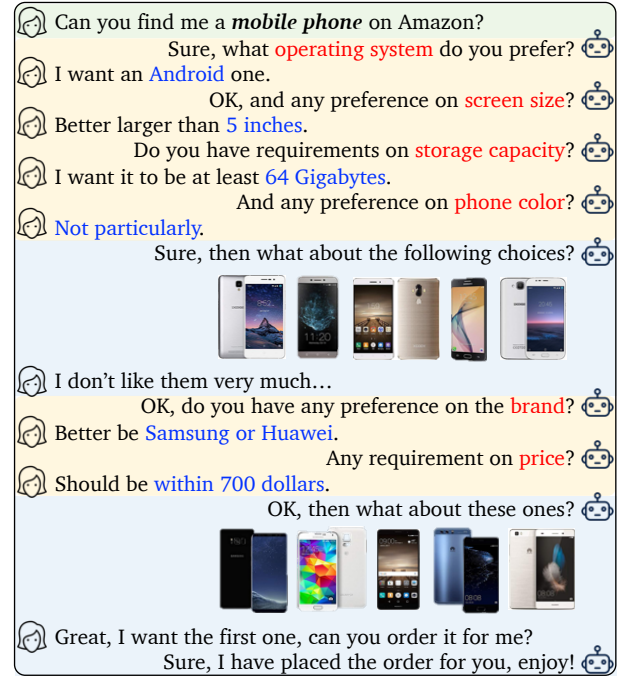 Can you find me a mobile phone on Amazon?
Sure, what operating system do you prefer?
I want an Android one.
OK, and any preference on screen size?
Better larger than 5 inches.
Do you have requirements on storage capacity?
I want it to be at least 64 Gigabytes.
And any preference on phone color?
Not particularly.
Sure, then what about the following choices?
11:20
I don't like them very much…
OK, do you have any preference on the brand?
Better be Samsung or Huawei.
Any requirement on price?
Should be within 700 dollars.
OK, then what about these ones?
Great, I want the first one, can you order it for me?
Sure, I have placed the order for you, enjoy!